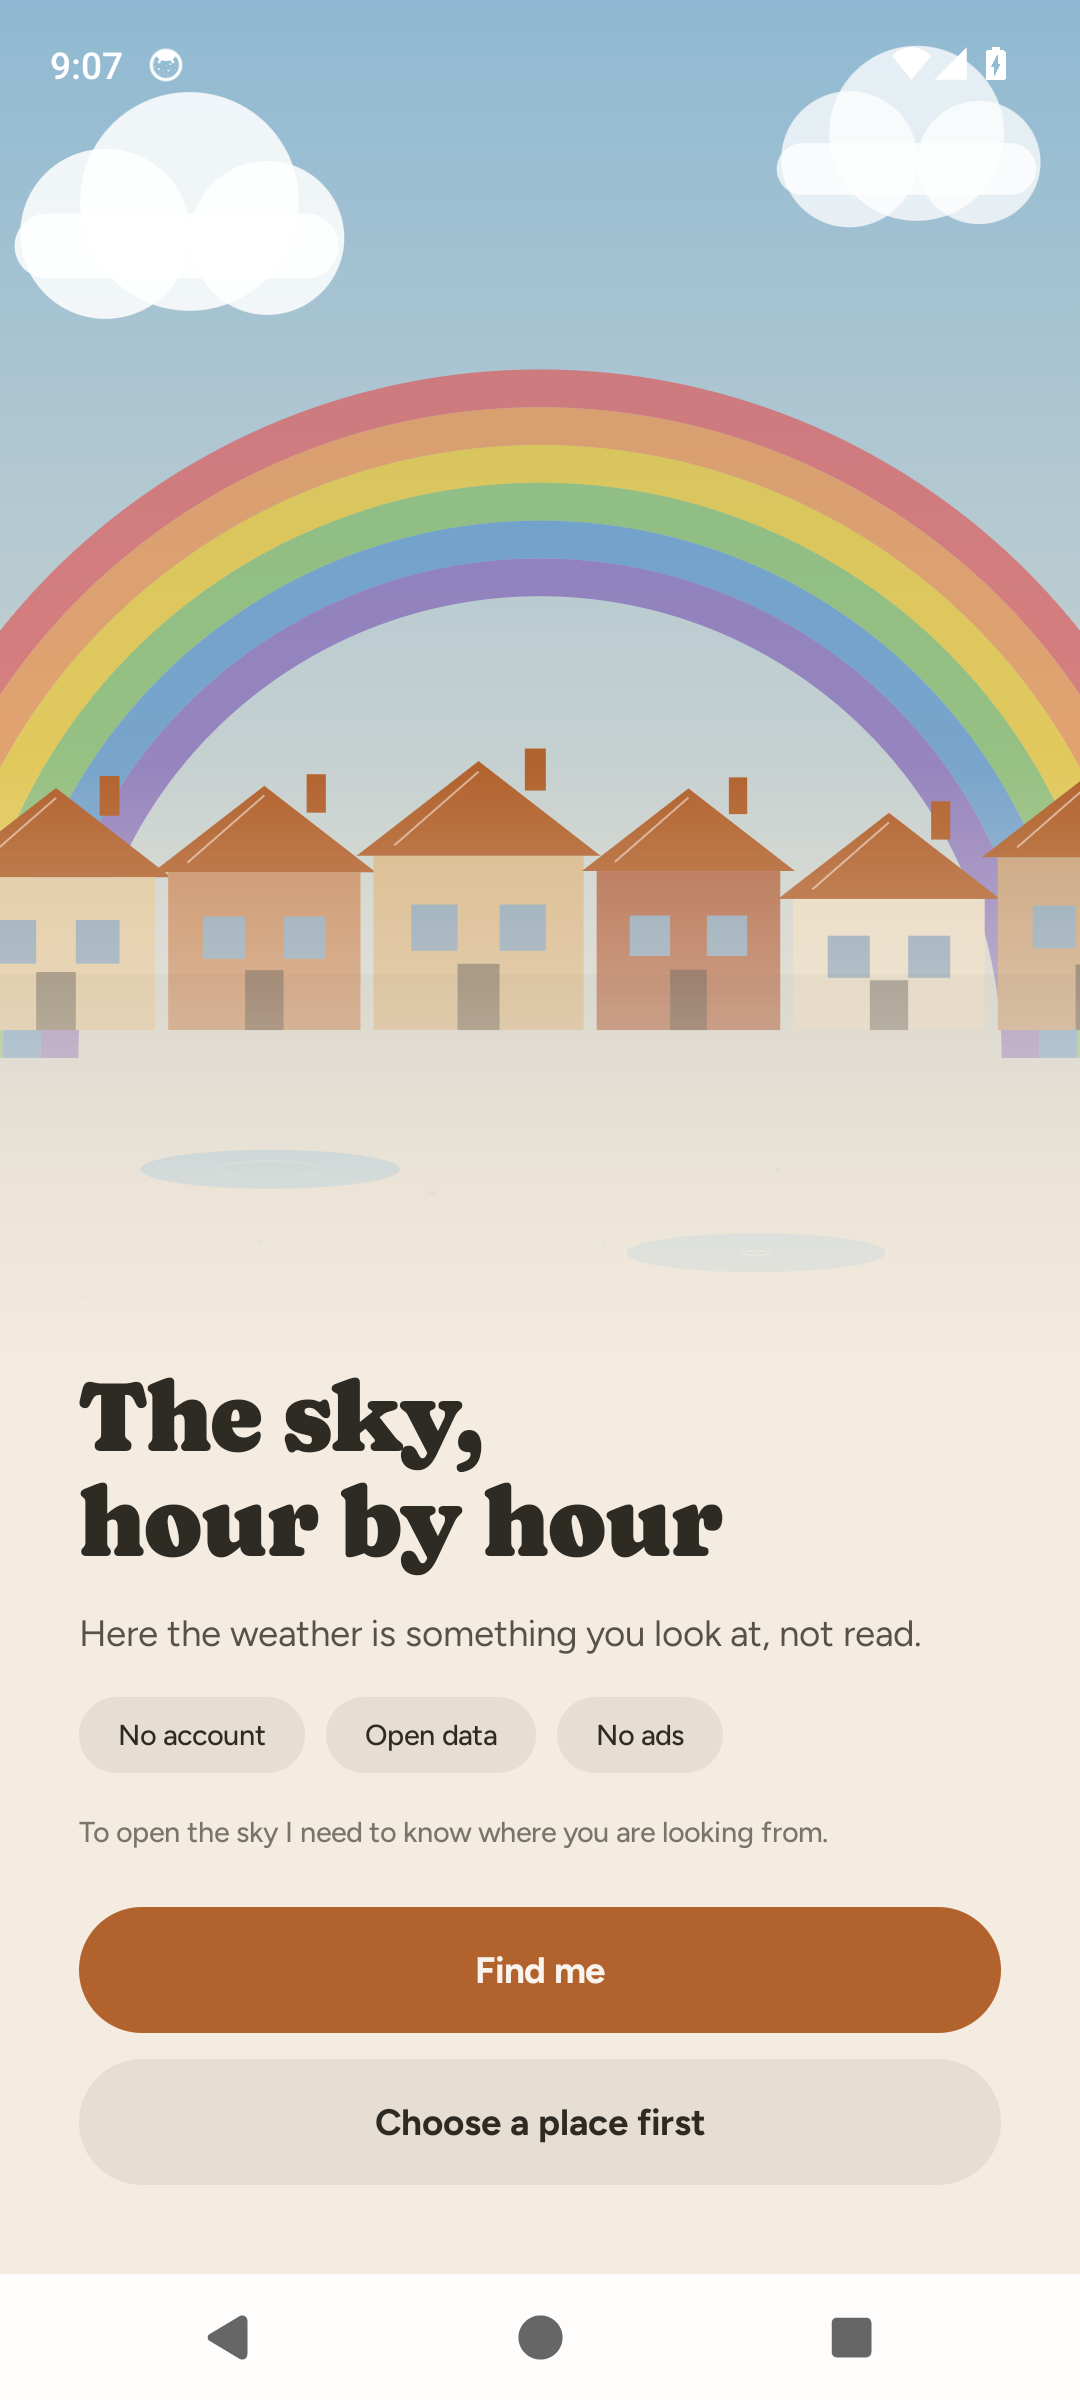 9:07
The sky,
hour by hour
Here the weather is something you look at, not read.
No account
Open data
No ads
To open the sky I need to know where you are looking from.
Find me
Choose a place first